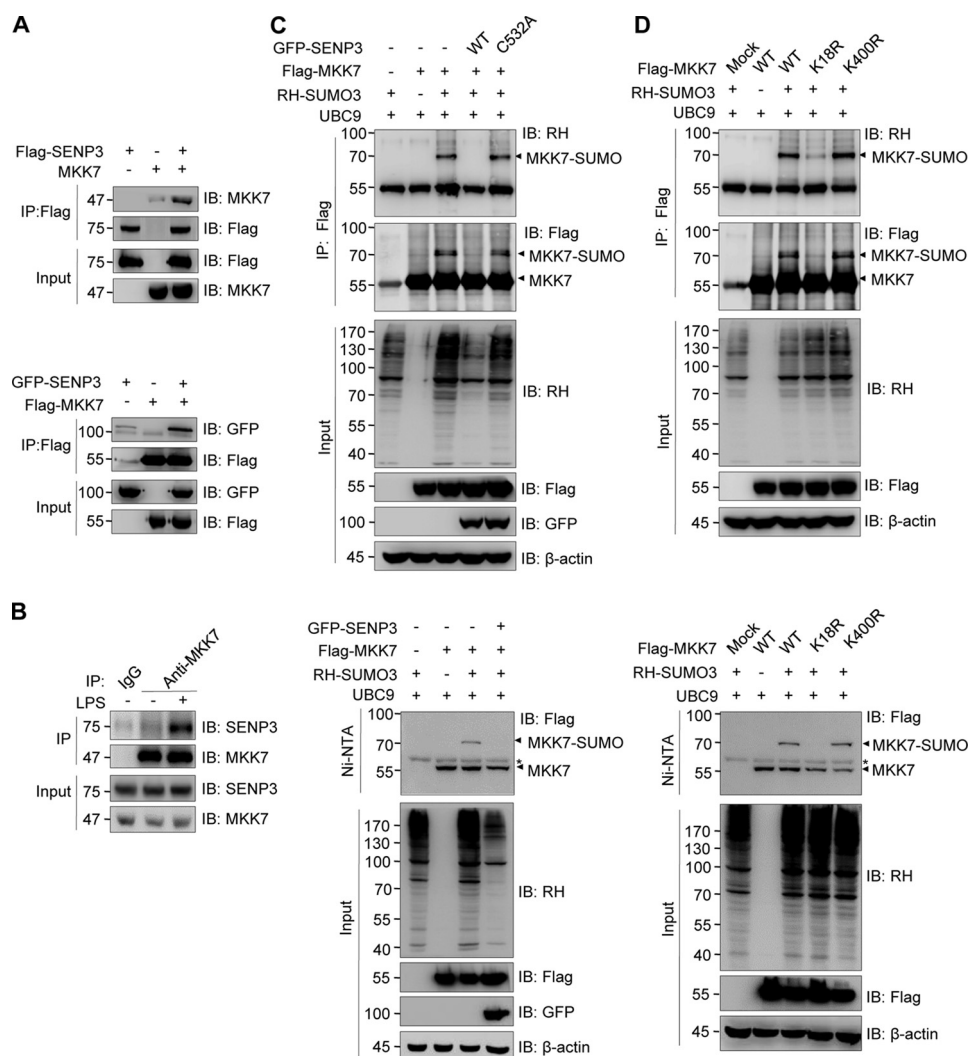 A
Flag-SENP3 + - +
MKK7 - + +
IP:Flag
47 IB: MKK7
75 IB: Flag
Input
75 IB: Flag
47 IB: MKK7
GFP-SENP3 + - +
Flag-MKK7 - + +
IP:Flag
100 IB: GFP
55 IB: Flag
Input
100 IB: GFP
55 IB: Flag
B
IP: IgG Anti-MKK7
LPS - - +
IP
75 IB: SENP3
47 IB: MKK7
Input
75 IB: SENP3
47 IB: MKK7
C
GFP-SENP3 - - - WT C532A
Flag-MKK7 - + + + +
RH-SUMO3 + - + + +
UBC9 + + + + +
IP: Flag
100 IB: RH
70 MKK7-SUMO
55
100 IB: Flag
70 MKK7-SUMO
55 MKK7
Input
170
130
100
70 IB: RH
55
40
55 IB: Flag
100 IB: GFP
45 IB: β-actin
GFP-SENP3 - - - +
Flag-MKK7 - + + +
RH-SUMO3 + - + +
UBC9 + + + +
Ni-NTA
100 IB: Flag
70 MKK7-SUMO
*
55 MKK7
Input
170
130
100
70 IB: RH
55
40
55 IB: Flag
100 IB: GFP
45 IB: β-actin
D
Flag-MKK7 Mock WT WT K18R K400R
RH-SUMO3 + - + + +
UBC9 + + + + +
IP: Flag
100 IB: RH
70 MKK7-SUMO
55
100 IB: Flag
70 MKK7-SUMO
55 MKK7
Input
170
130
100
70 IB: RH
55
40
55 IB: Flag
45 IB: β-actin
Flag-MKK7 Mock WT WT K18R K400R
RH-SUMO3 + - + + +
UBC9 + + + + +
Ni-NTA
100 IB: Flag
70 MKK7-SUMO
*
55 MKK7
Input
170
130
100
70 IB: RH
55
40
55 IB: Flag
45 IB: β-actin